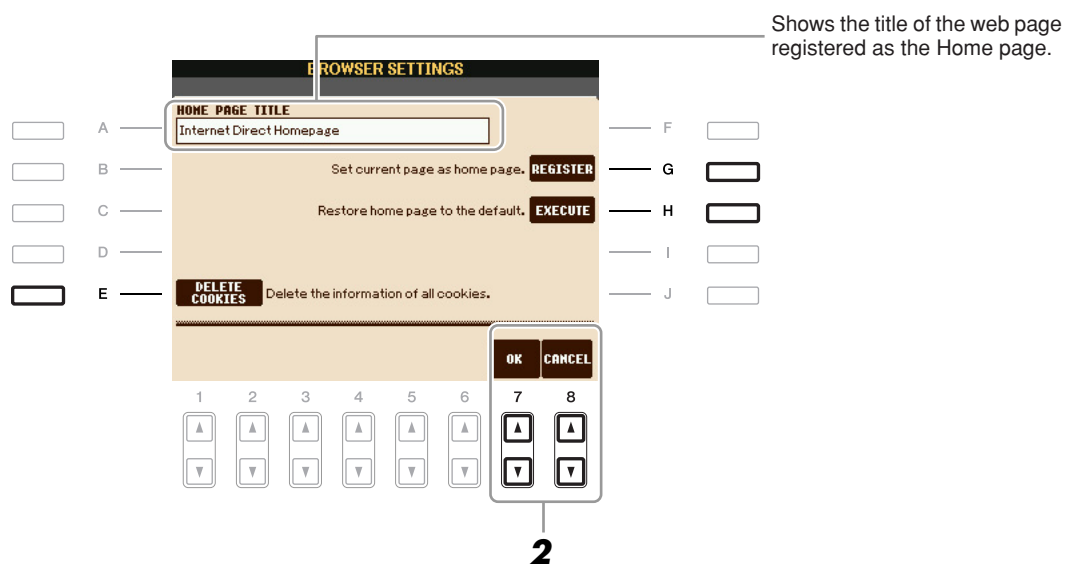 Shows the title of the web page
registered as the Home page.
BROWSER SETTINGS
HOME PAGE TITLE
Internet Direct Homepage
A
F
B
Set current page as home page. REGISTER
G
C
Restore home page to the default. EXECUTE
H
D
I
E
DELETE
COOKIES
Delete the information of all cookies.
J
OK CANCEL
1 2 3 4 5 6 7 8
2